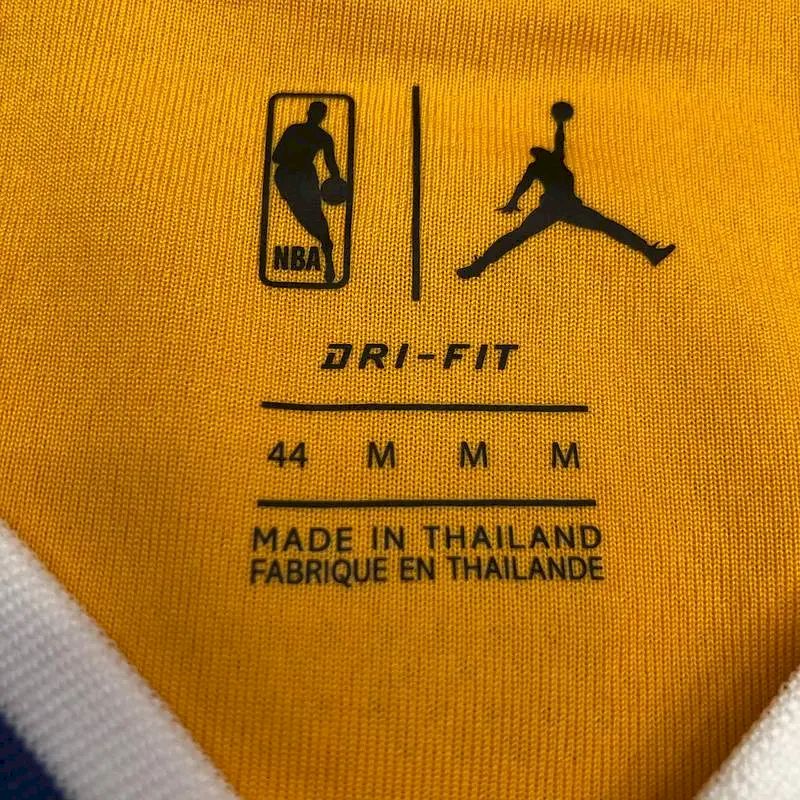 NBA
DRI-FIT
44 M M M
MADE IN THAILAND
FABRIQUE EN THAILANDE